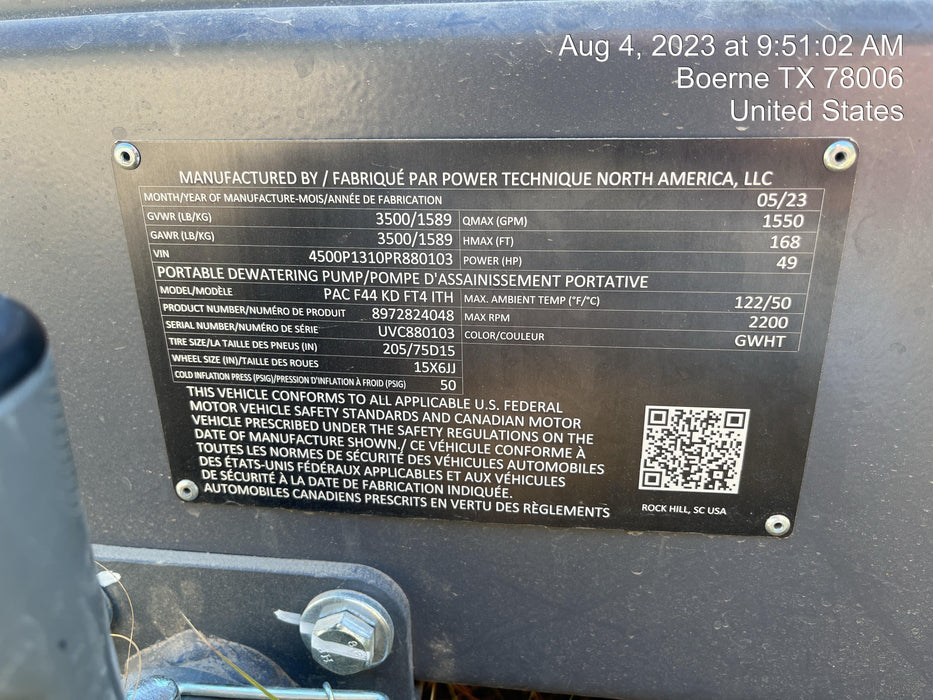 Aug 4, 2023 at 9:51:02 AM
Boerne TX 78006
United States
MANUFACTURED BY / FABRIQUÉ PAR POWER TECHNIQUE NORTH AMERICA, LLC
MONTH/YEAR OF MANUFACTURE-MOIS/ANNÉE DE FABRICATION 05/23
GVWR (LB/KG) 3500/1589 QMAX (GPM) 1550
GAWR (LB/KG) 3500/1589 HMAX (FT) 168
VIN 4500P1310PR880103 POWER (HP) 49
PORTABLE DEWATERING PUMP/POMPE D'ASSAINISSEMENT PORTATIVE
MODEL/MODÈLE PAC F44 KD FT4 ITH MAX. AMBIENT TEMP (°F/°C) 122/50
PRODUCT NUMBER/NUMÉRO DE PRODUIT 8972824048 MAX RPM 2200
SERIAL NUMBER/NUMÉRO DE SÉRIE UVC880103 COLOR/COULEUR GWHT
TIRE SIZE/LA TAILLE DES PNEUS (IN) 205/75D15
WHEEL SIZE (IN)/TAILLE DES ROUES 15X6JJ
COLD INFLATION PRESS (PSIG)/PRESSION D'INFLATION À FROID (PSIG) 50
THIS VEHICLE CONFORMS TO ALL APPLICABLE U.S. FEDERAL
MOTOR VEHICLE SAFETY STANDARDS AND CANADIAN MOTOR
VEHICLE PRESCRIBED UNDER THE SAFETY REGULATIONS ON THE
DATE OF MANUFACTURE SHOWN./ CE VÉHICULE CONFORME À
TOUTES LES NORMES DE SÉCURITÉ DES VÉHICULES AUTOMOBILES
DES ÉTATS-UNIS FÉDÉRAUX APPLICABLES ET AUX VÉHICULES
DE SÉCURITÉ À LA DATE DE FABRICATION INDIQUÉE.
AUTOMOBILES CANADIENS PRESCRITS EN VERTU DES RÈGLEMENTS
ROCK HILL, SC USA